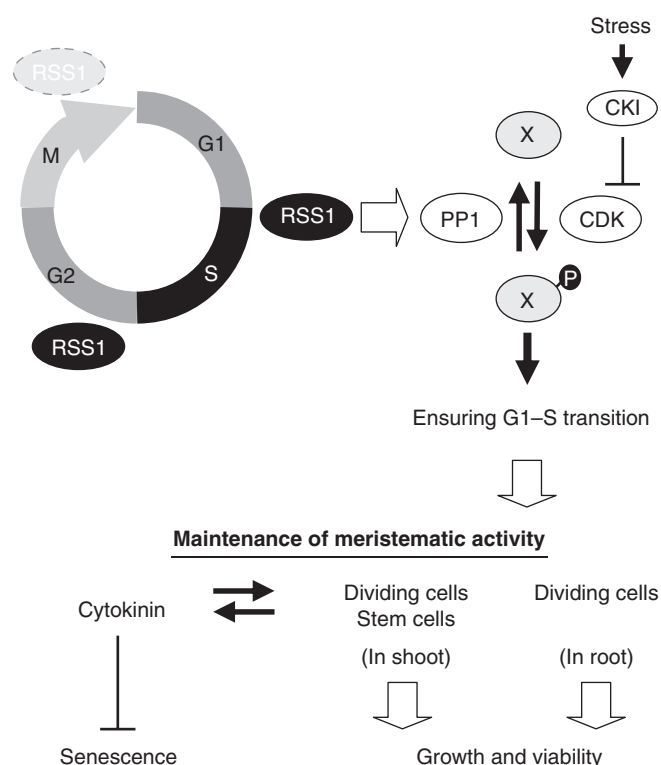 Stress
RSS1
CKI
G1
X
M
RSS1
PP1
CDK
G2
S
P
X
RSS1
Ensuring G1–S transition
Maintenance of meristematic activity
Dividing cells
Dividing cells
Cytokinin
Stem cells
(In shoot)
(In root)
Senescence
Growth and viability